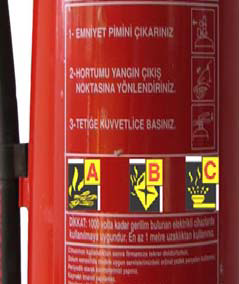 1- EMNİYET PİMİNİ ÇIKARINIZ
2-HORTUMU YANGIN ÇIKIŞ
NOKTASINA YÖNLENDİRİNİZ.
3-TETİĞE KUVVETLİCE BASINIZ.
A B C
DİKKAT: 1000 volta kadar gerilim bulunan elektrikli cihazlarda
kullanılmaya uygundur. En az 1 metre uzaklıktan kullanınız.